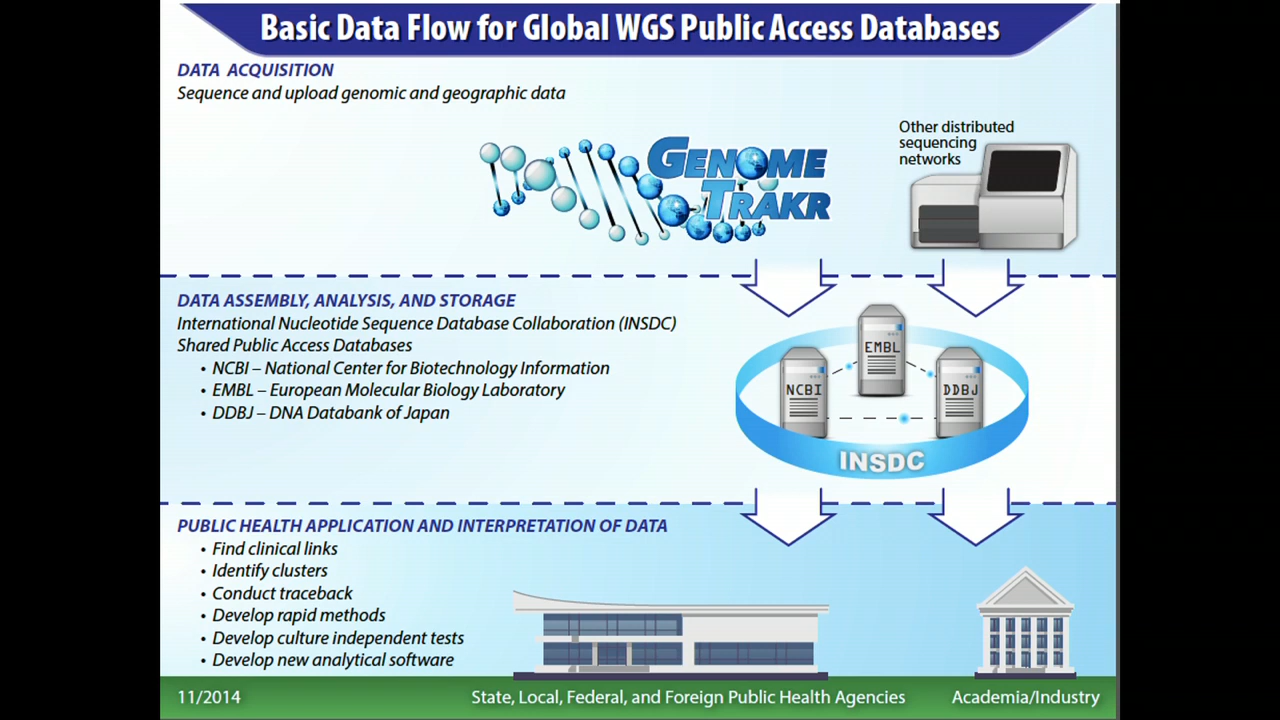 Basic Data Flow for Global WGS Public Access Databases
DATA ACQUISITION
Sequence and upload genomic and geographic data
Other distributed
sequencing
networks
GENOME
TRAKR
DATA ASSEMBLY, ANALYSIS, AND STORAGE
International Nucleotide Sequence Database Collaboration (INSDC)
Shared Public Access Databases
• NCBI – National Center for Biotechnology Information
• EMBL – European Molecular Biology Laboratory
• DDBJ – DNA Databank of Japan
EMBL
NCBI
DDBJ
INSDC
PUBLIC HEALTH APPLICATION AND INTERPRETATION OF DATA
• Find clinical links
• Identify clusters
• Conduct traceback
• Develop rapid methods
• Develop culture independent tests
• Develop new analytical software
11/2014
State, Local, Federal, and Foreign Public Health Agencies
Academia/Industry